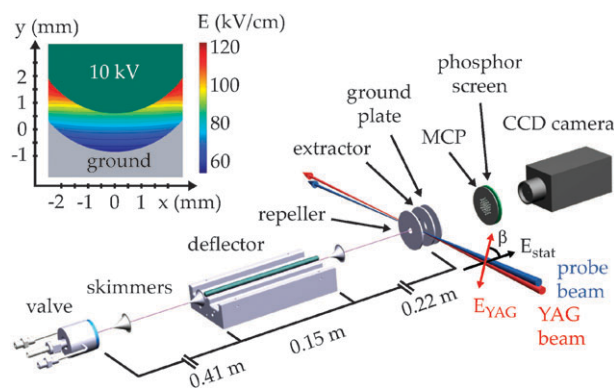 y (mm)
E (kV/cm)
2
1
0
-1
10 kV
ground
-2 -1 0 1 2
x (mm)
120
100
80
60
phosphor
screen
ground
plate
extractor
MCP
CCD camera
repeller
deflector
skimmers
valve
β
E_stat
probe
beam
E_YAG
YAG
beam
0.22 m
0.15 m
0.41 m